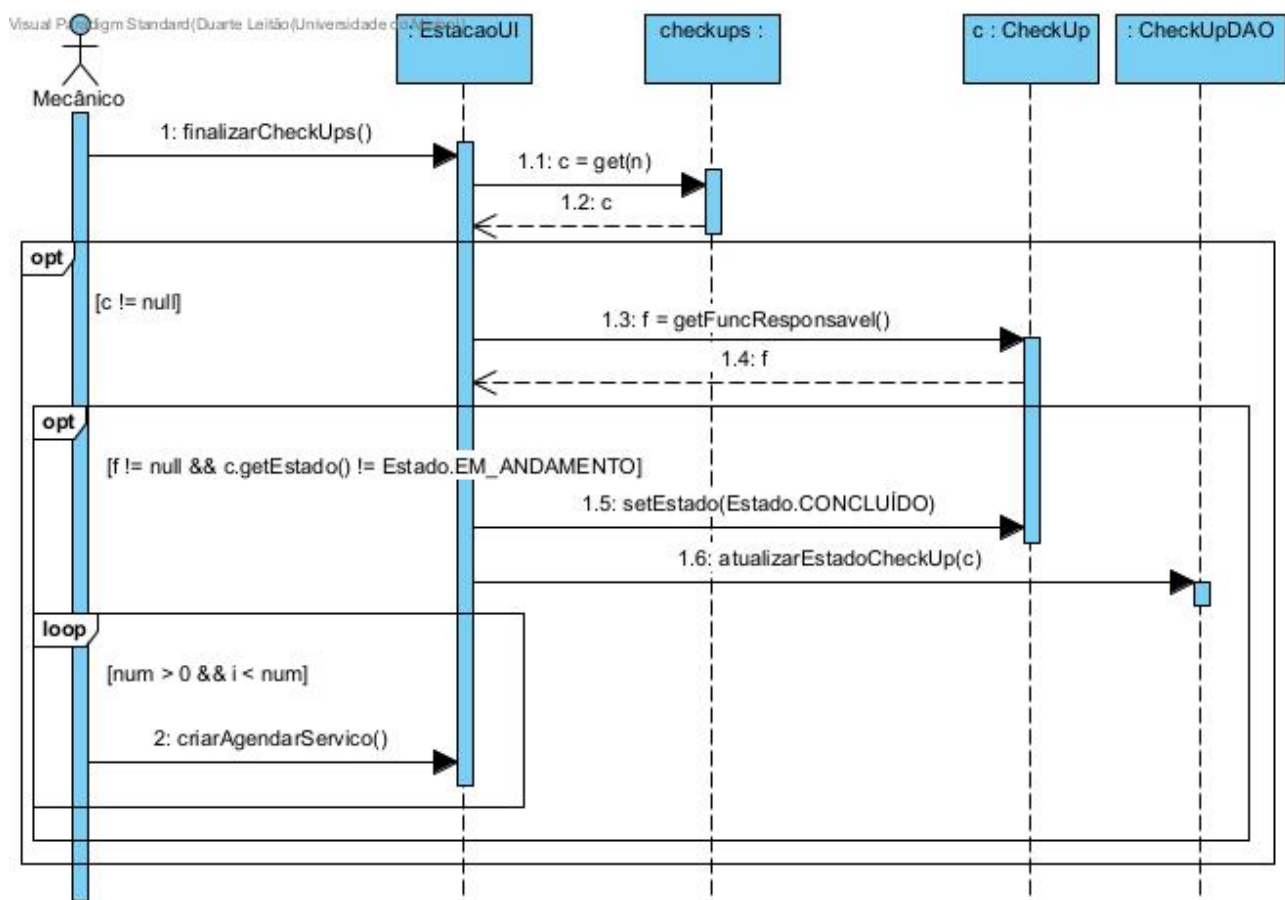 Visual Paradigm Standard(Duarte Leitão(Universidade do
: EstacaoUI
checkups :
c : CheckUp
: CheckUpDAO
Mecânico
1: finalizarCheckUps()
1.1: c = get(n)
1.2: c
opt
[c != null]
1.3: f = getFuncResponsavel()
1.4: f
opt
[f != null && c.getEstado() != Estado.EM_ANDAMENTO]
1.5: setEstado(Estado.CONCLUÍDO)
1.6: atualizarEstadoCheckUp(c)
loop
[num > 0 && i < num]
2: criarAgendarServico()